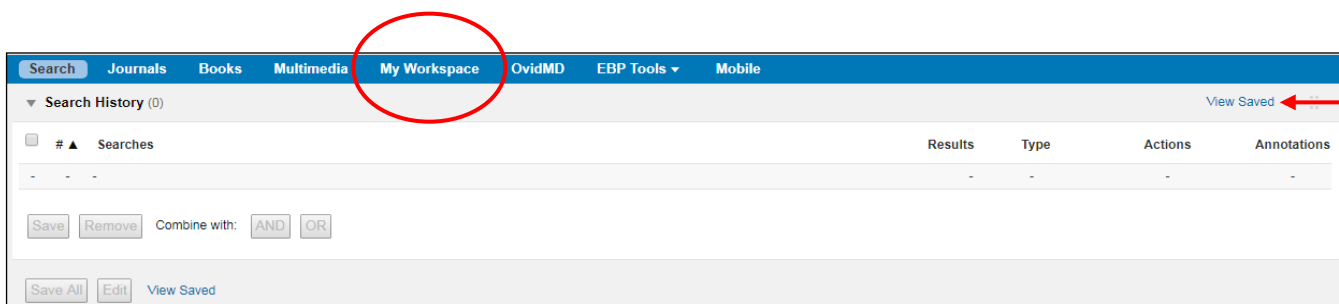 Search Journals Books Multimedia My Workspace OvidMD EBP Tools ▼ Mobile
▼ Search History (0) View Saved
# ▲ Searches Results Type Actions Annotations
- - - - - - -
Save Remove Combine with: AND OR
Save All Edit View Saved